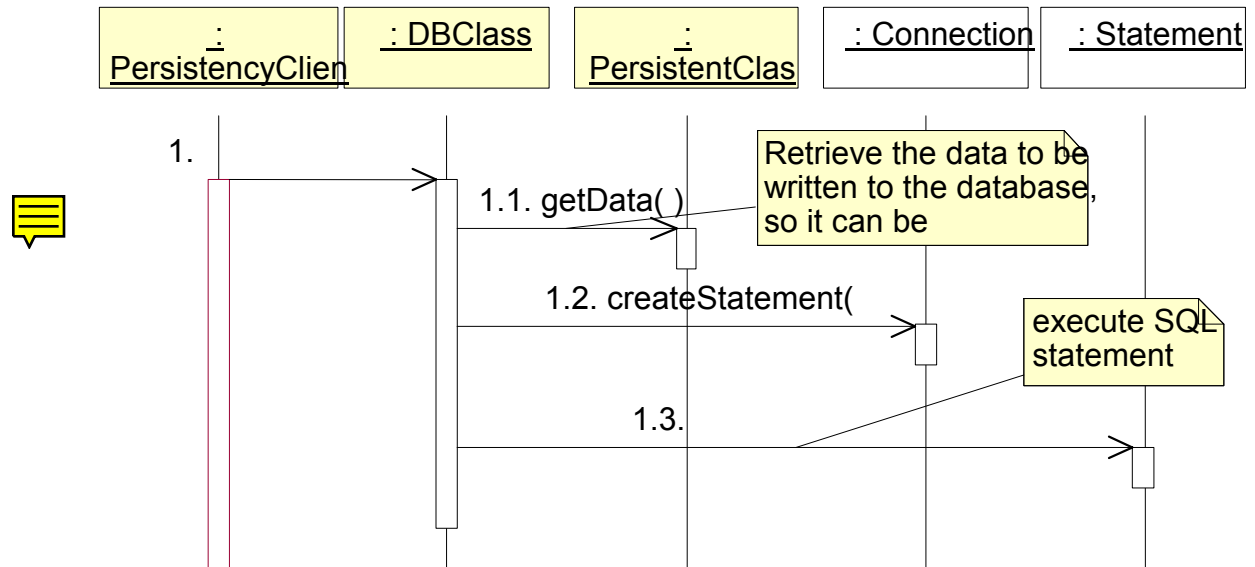 :
PersistencyClien
: DBClass
:
PersistentClas
: Connection
: Statement
1.
Retrieve the data to be
written to the database,
so it can be
1.1. getData( )
1.2. createStatement(
execute SQL
statement
1.3.